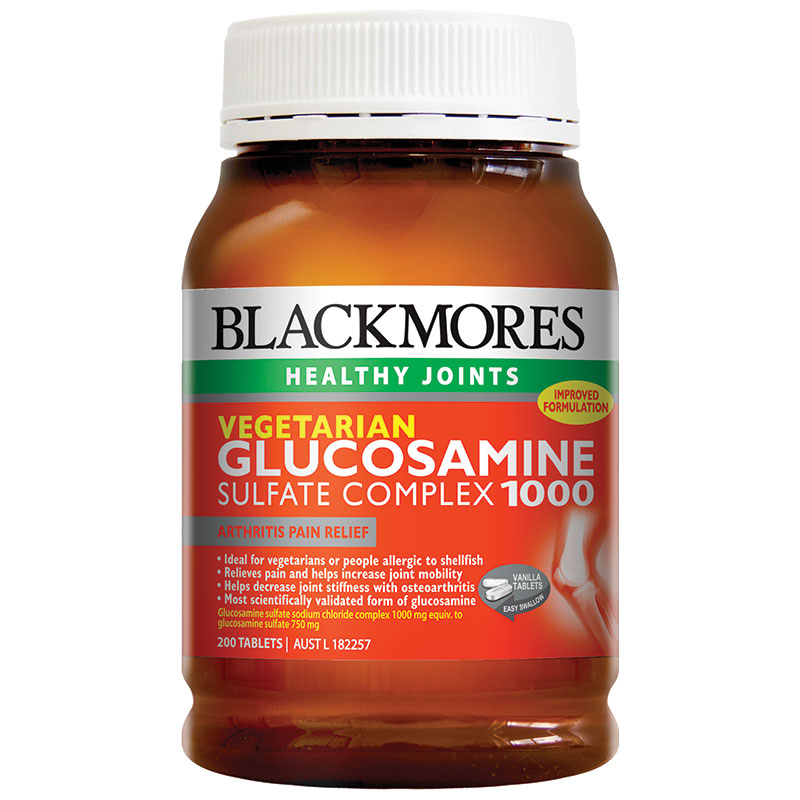 BLACKMORES
HEALTHY JOINTS
IMPROVED
FORMULATION
VEGETARIAN
GLUCOSAMINE
SULFATE COMPLEX 1000
ARTHRITIS PAIN RELIEF
• Ideal for vegetarians or people allergic to shellfish
• Relieves pain and helps increase joint mobility
• Helps decrease joint stiffness with osteoarthritis
• Most scientifically validated form of glucosamine
Glucosamine sulfate sodium chloride complex 1000 mg equiv. to
glucosamine sulfate 750 mg
VANILLA
TABLETS
EASY SWALLOW
200 TABLETS | AUST L 182257